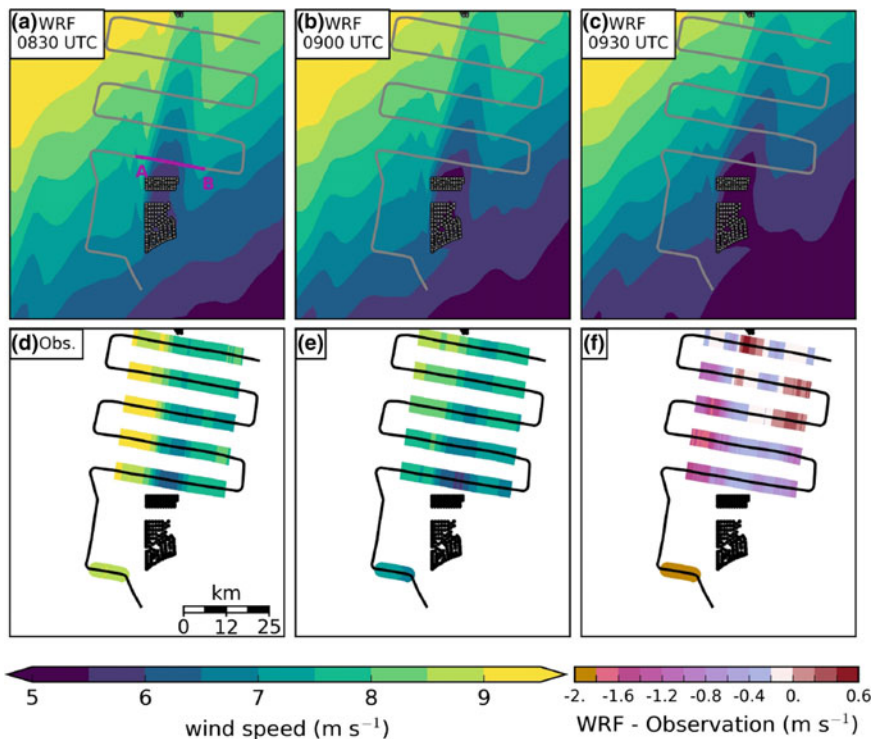 (a) WRF
0830 UTC
(b) WRF
0900 UTC
(c) WRF
0930 UTC
A
B
(d) Obs.
(e)
(f)
km
0 12 25
5 6 7 8 9
wind speed (m s⁻¹)
-2. -1.6 -1.2 -0.8 -0.4 0. 0.6
WRF - Observation (m s⁻¹)